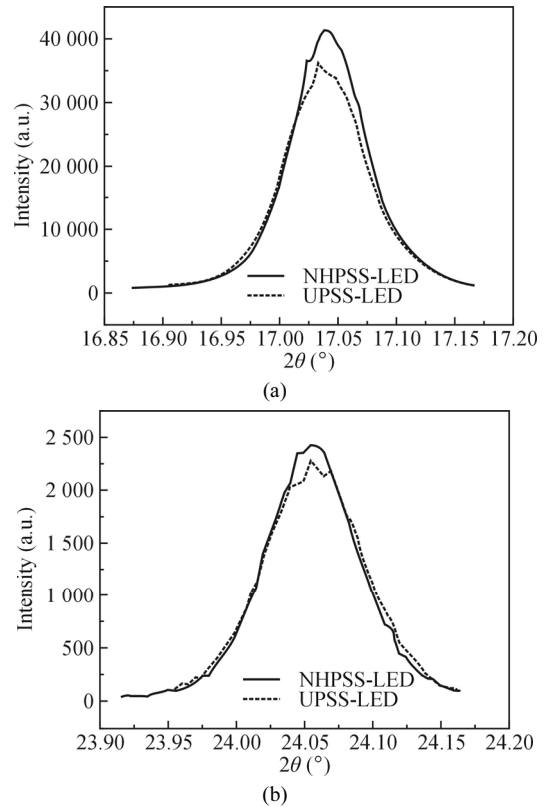 40 000
30 000
20 000
10 000
0
Intensity (a.u.)
NHPSS-LED
UPSS-LED
16.85 16.90 16.95 17.00 17.05 17.10 17.15 17.20
2θ (°)
(a)
2 500
2 000
1 500
1 000
500
0
Intensity (a.u.)
NHPSS-LED
UPSS-LED
23.90 23.95 24.00 24.05 24.10 24.15 24.20
2θ (°)
(b)